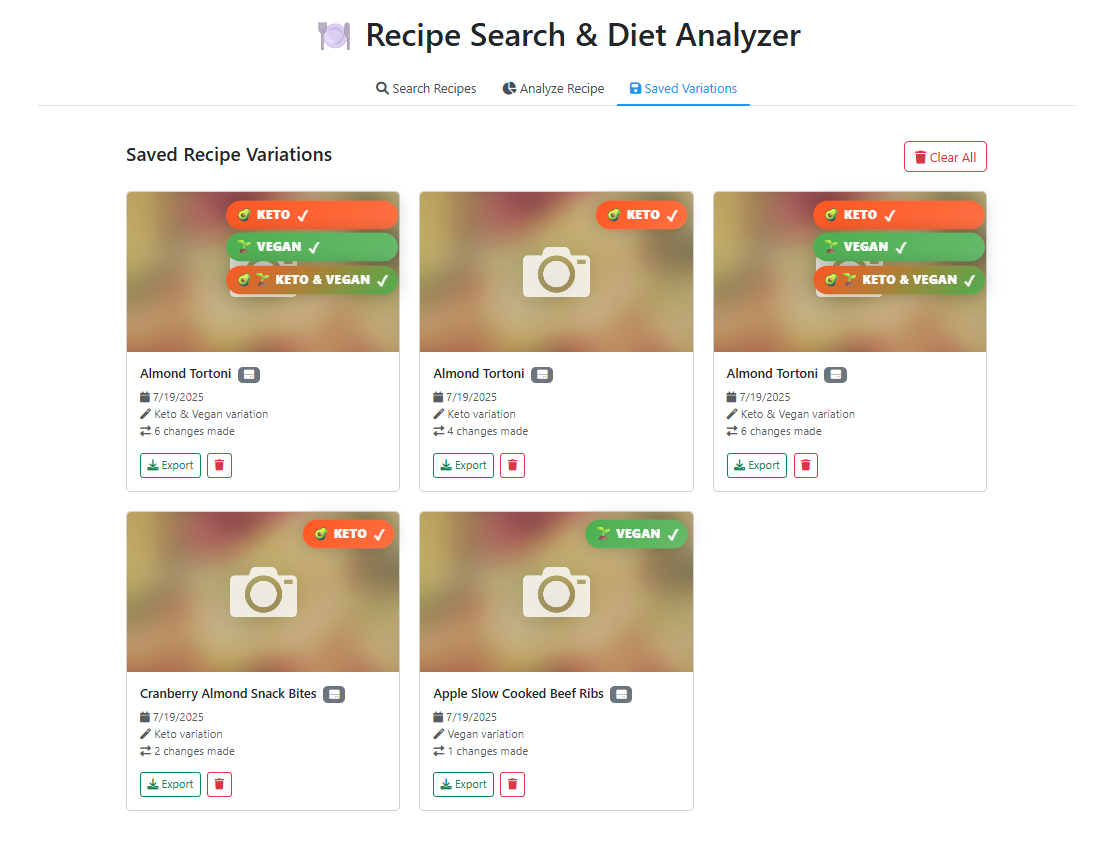 Recipe Search & Diet Analyzer
Search Recipes
Analyze Recipe
Saved Variations
Saved Recipe Variations
Clear All
KETO ✓
VEGAN ✓
KETO & VEGAN ✓
Almond Tortoni
7/19/2025
Keto & Vegan variation
6 changes made
Export
KETO ✓
Almond Tortoni
7/19/2025
Keto variation
4 changes made
Export
KETO ✓
VEGAN ✓
KETO & VEGAN ✓
Almond Tortoni
7/19/2025
Keto & Vegan variation
6 changes made
Export
KETO ✓
Cranberry Almond Snack Bites
7/19/2025
Keto variation
2 changes made
Export
VEGAN ✓
Apple Slow Cooked Beef Ribs
7/19/2025
Vegan variation
1 changes made
Export